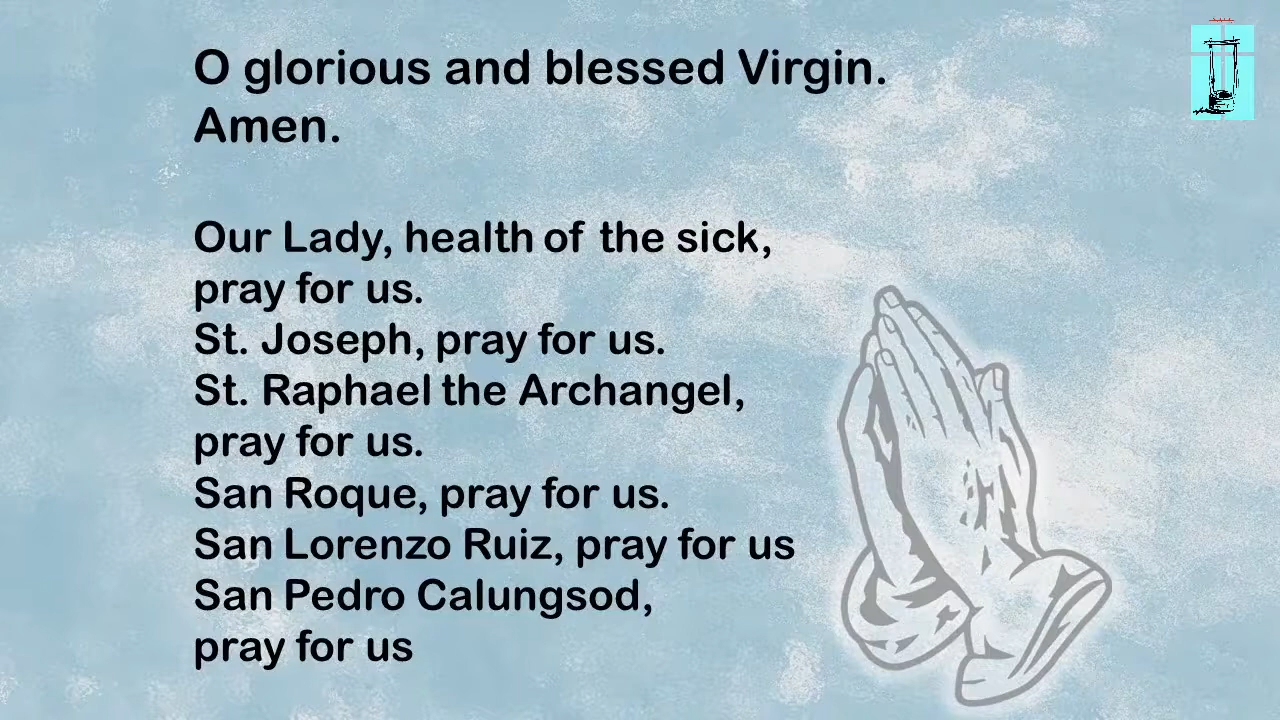 O glorious and blessed Virgin.
Amen.
Our Lady, health of the sick,
pray for us.
St. Joseph, pray for us.
St. Raphael the Archangel,
pray for us.
San Roque, pray for us.
San Lorenzo Ruiz, pray for us
San Pedro Calungsod,
pray for us